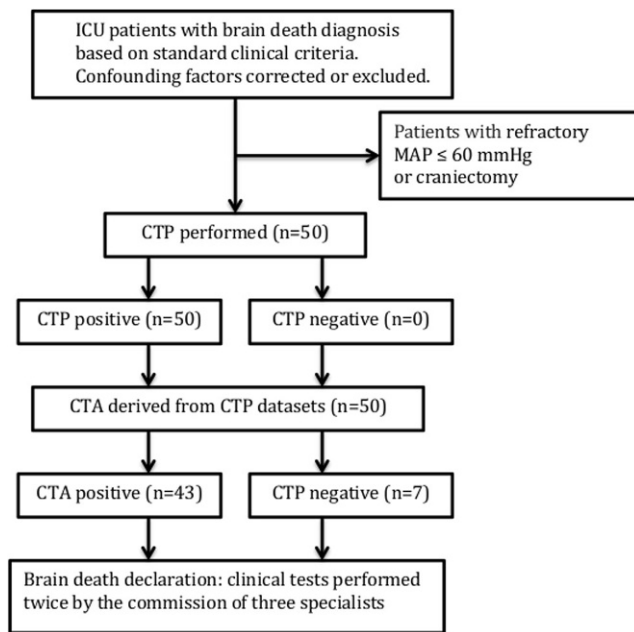 ICU patients with brain death diagnosis
based on standard clinical criteria.
Confounding factors corrected or excluded.
Patients with refractory
MAP ≤ 60 mmHg
or craniectomy
CTP performed (n=50)
CTP positive (n=50)
CTP negative (n=0)
CTA derived from CTP datasets (n=50)
CTA positive (n=43)
CTP negative (n=7)
Brain death declaration: clinical tests performed
twice by the commission of three specialists